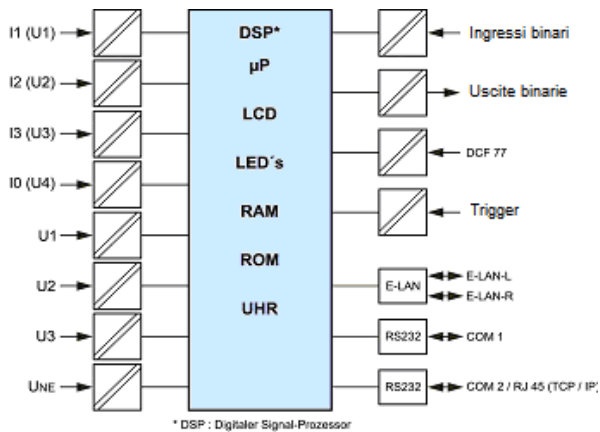 I1 (U1)
I2 (U2)
I3 (U3)
I0 (U4)
U1
U2
U3
UNE
DSP*
µP
LCD
LED´s
RAM
ROM
UHR
Ingressi binari
Uscite binarie
DCF 77
Trigger
E-LAN
E-LAN-L
E-LAN-R
RS232
COM 1
RS232
COM 2 / RJ 45 (TCP / IP)
* DSP : Digitaler Signal-Prozessor